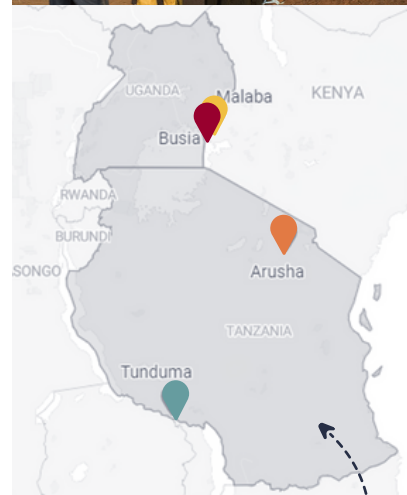 UGANDA
Malaba
KENYA
Busia
RWANDA
BURUNDI
SONGO
Arusha
TANZANIA
Tunduma